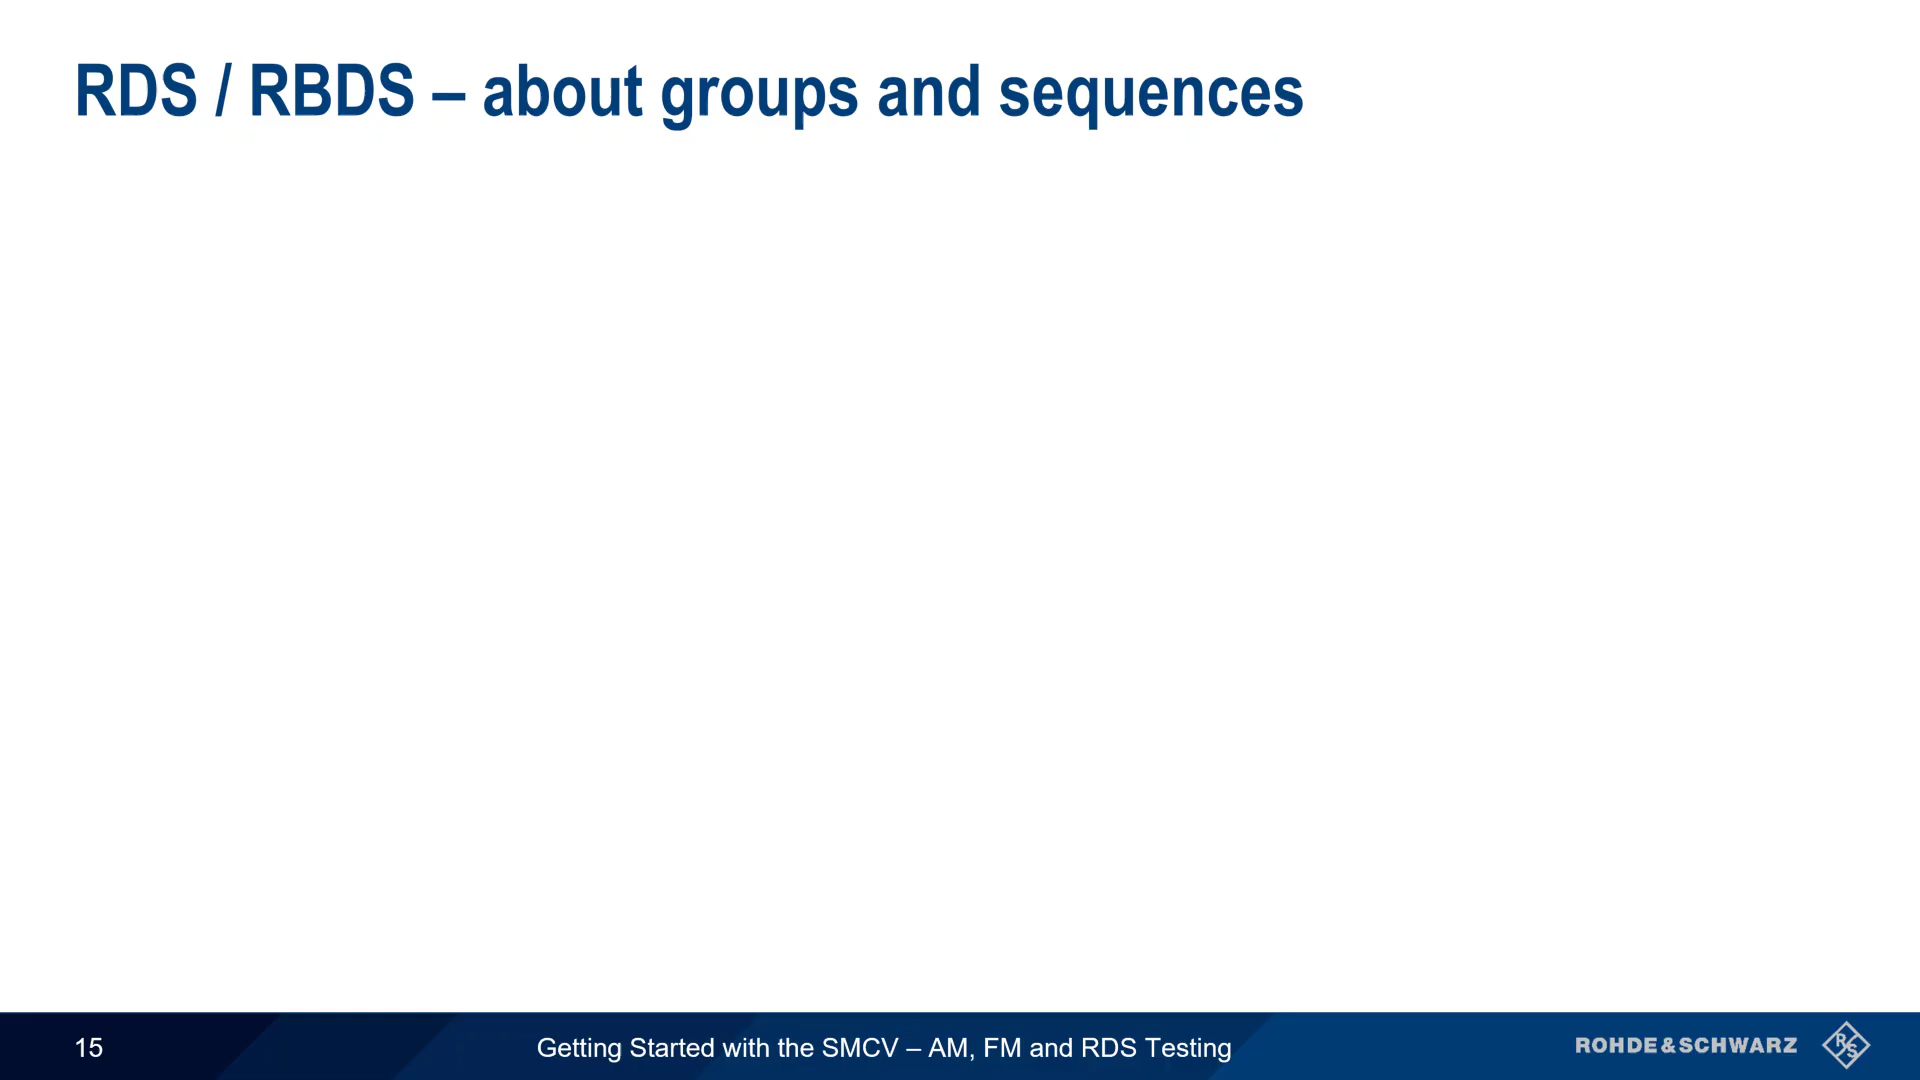 RDS / RBDS – about groups and sequences
15
Getting Started with the SMCV – AM, FM and RDS Testing
ROHDE&SCHWARZ
R&S